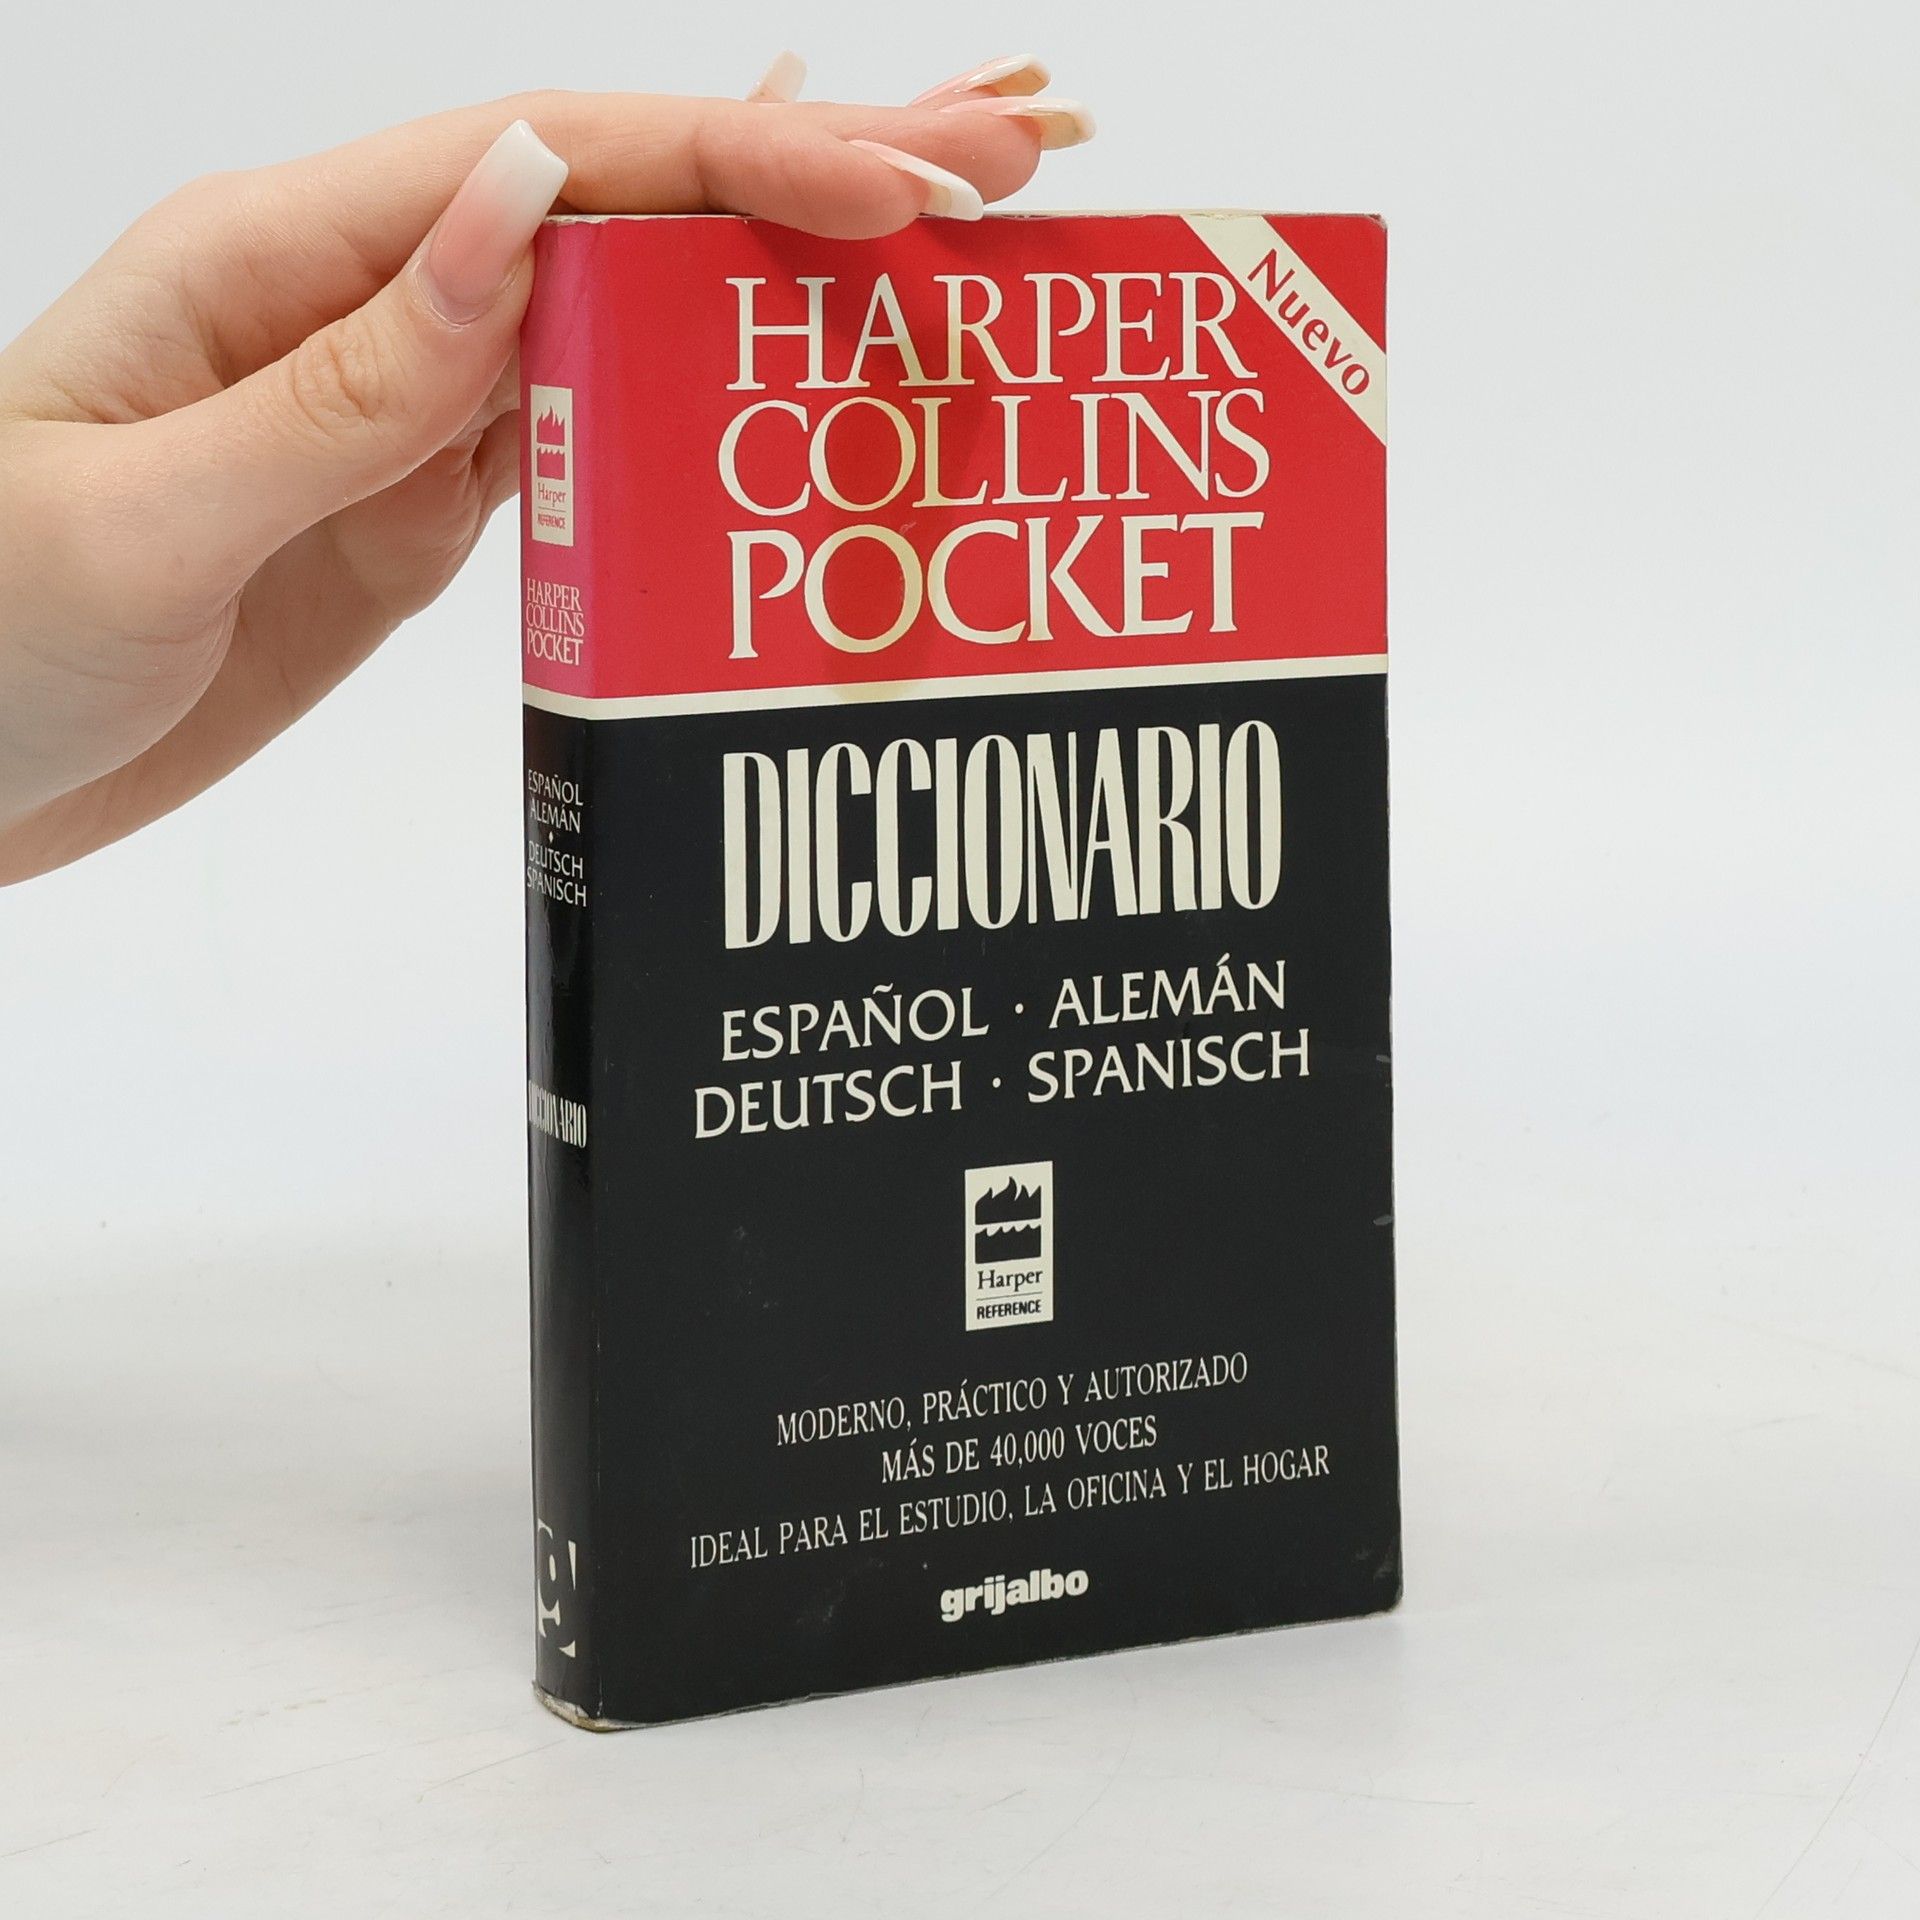 Nuevo
HARPER
COLLINS
POCKET
DICCIONARIO
ESPAÑOL · ALEMÁN
DEUTSCH · SPANISCH
Harper
REFERENCE
MODERNO, PRÁCTICO Y AUTORIZADO
MÁS DE 40,000 VOCES
IDEAL PARA EL ESTUDIO, LA OFICINA Y EL HOGAR
grijalbo
Harper
REFERENCE
HARPER
COLLINS
POCKET
ESPAÑOL
ALEMÁN
DEUTSCH
SPANISCH
DICCIONARIO